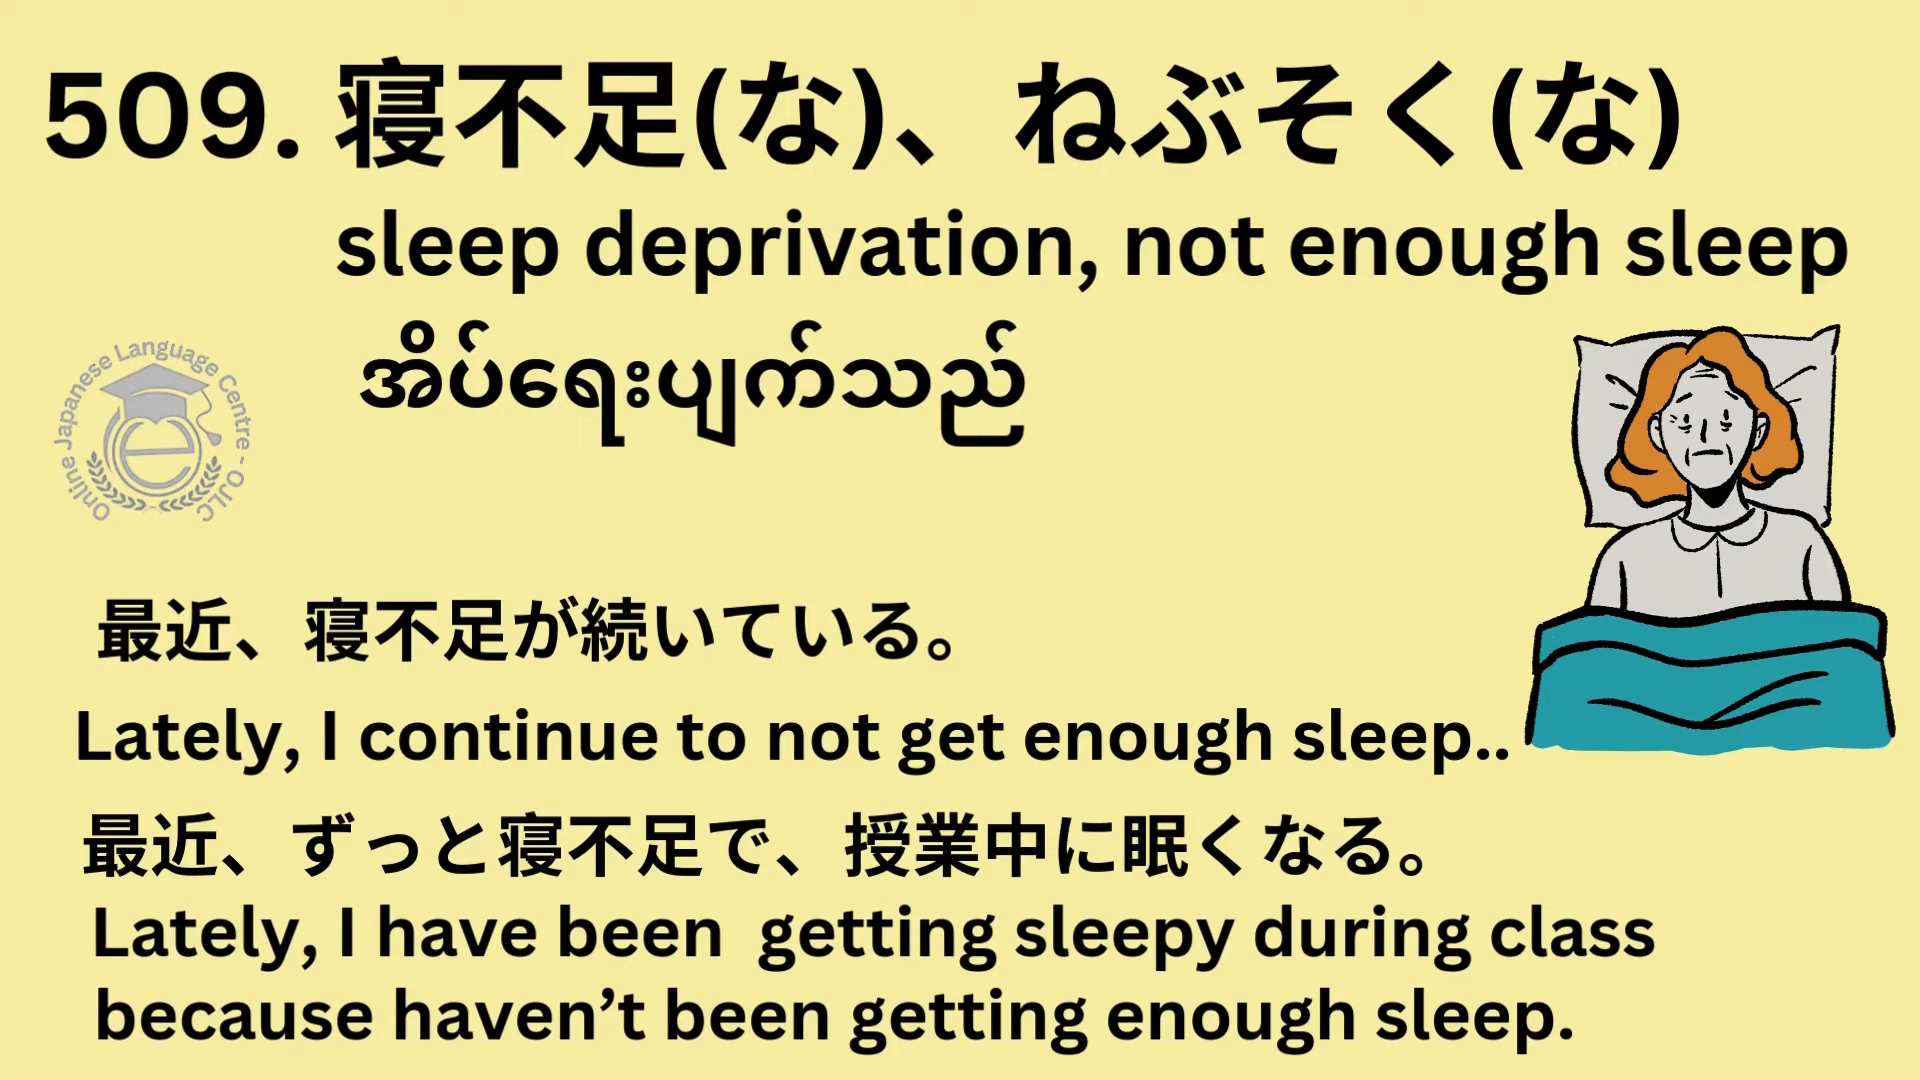 509. 寝不足(な)、ねぶそく(な)
sleep deprivation, not enough sleep
အိပ်ရေးပျက်သည်
Online Japanese Language Centre - OJLC
最近、寝不足が続いている。
Lately, I continue to not get enough sleep..
最近、ずっと寝不足で、授業中に眠くなる。
Lately, I have been  getting sleepy during class
because haven’t been getting enough sleep.